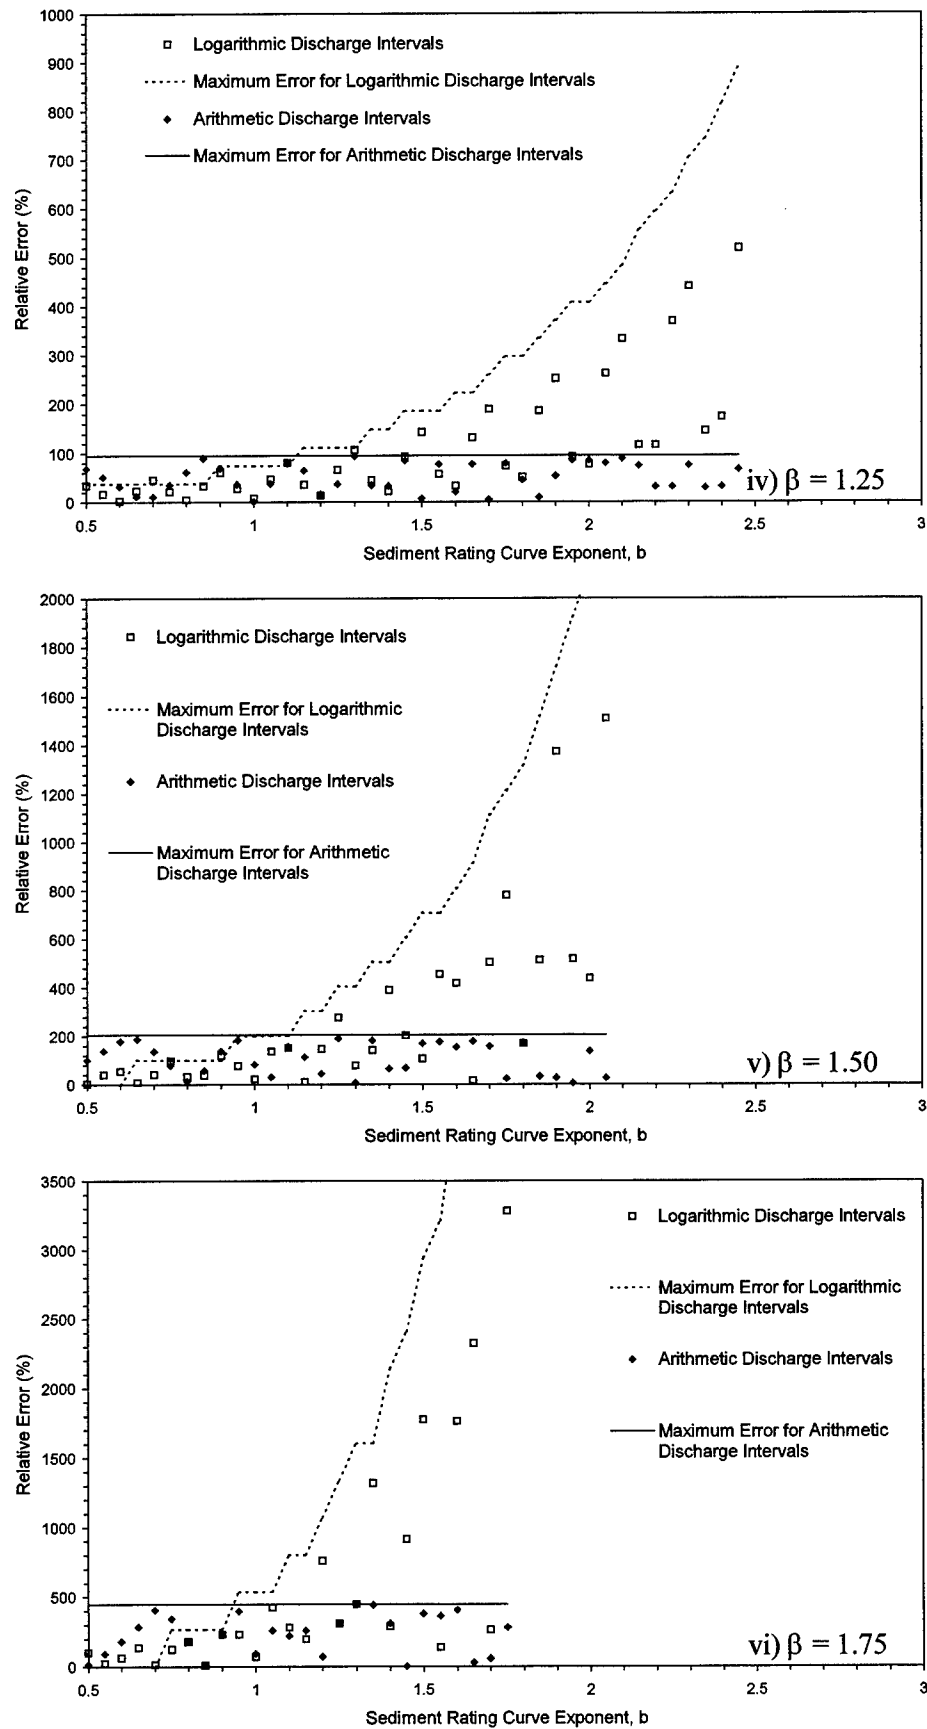 1000
900
800
700
600
500
400
300
200
100
0
Relative Error (%)
Logarithmic Discharge Intervals
Maximum Error for Logarithmic Discharge Intervals
Arithmetic Discharge Intervals
Maximum Error for Arithmetic Discharge Intervals
iv) β = 1.25
0.5 1 1.5 2 2.5 3
Sediment Rating Curve Exponent, b
2000
1800
1600
1400
1200
1000
800
600
400
200
0
Relative Error (%)
Logarithmic Discharge Intervals
Maximum Error for Logarithmic
Discharge Intervals
Arithmetic Discharge Intervals
Maximum Error for Arithmetic
Discharge Intervals
v) β = 1.50
0.5 1 1.5 2 2.5 3
Sediment Rating Curve Exponent, b
3500
3000
2500
2000
1500
1000
500
0
Relative Error (%)
Logarithmic Discharge Intervals
Maximum Error for Logarithmic
Discharge Intervals
Arithmetic Discharge Intervals
Maximum Error for Arithmetic
Discharge Intervals
vi) β = 1.75
0.5 1 1.5 2 2.5 3
Sediment Rating Curve Exponent, b